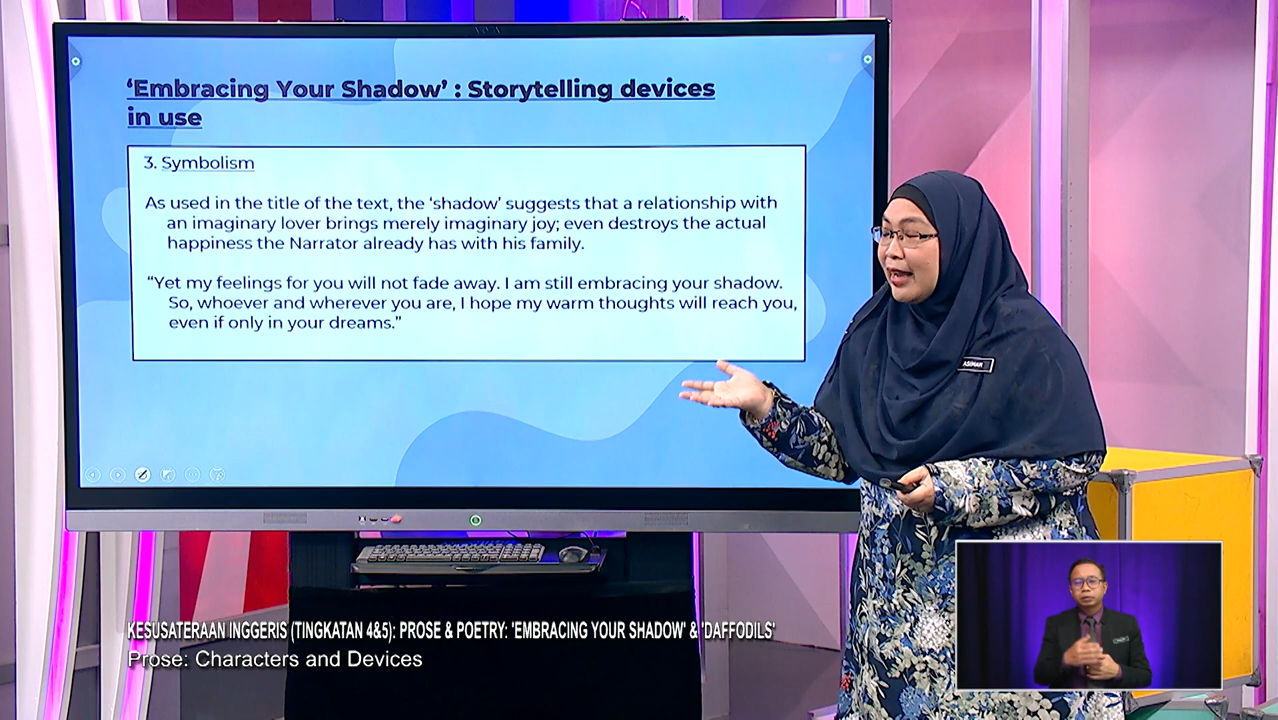 ‘Embracing Your Shadow’ : Storytelling devices
in use
3. Symbolism
As used in the title of the text, the ‘shadow’ suggests that a relationship with
an imaginary lover brings merely imaginary joy; even destroys the actual
happiness the Narrator already has with his family.
“Yet my feelings for you will not fade away. I am still embracing your shadow.
So, whoever and wherever you are, I hope my warm thoughts will reach you,
even if only in your dreams.”
ASIMAH
KESUSATERAAN INGGERIS (TINGKATAN 4&5): PROSE & POETRY: 'EMBRACING YOUR SHADOW' & 'DAFFODILS'
Prose: Characters and Devices